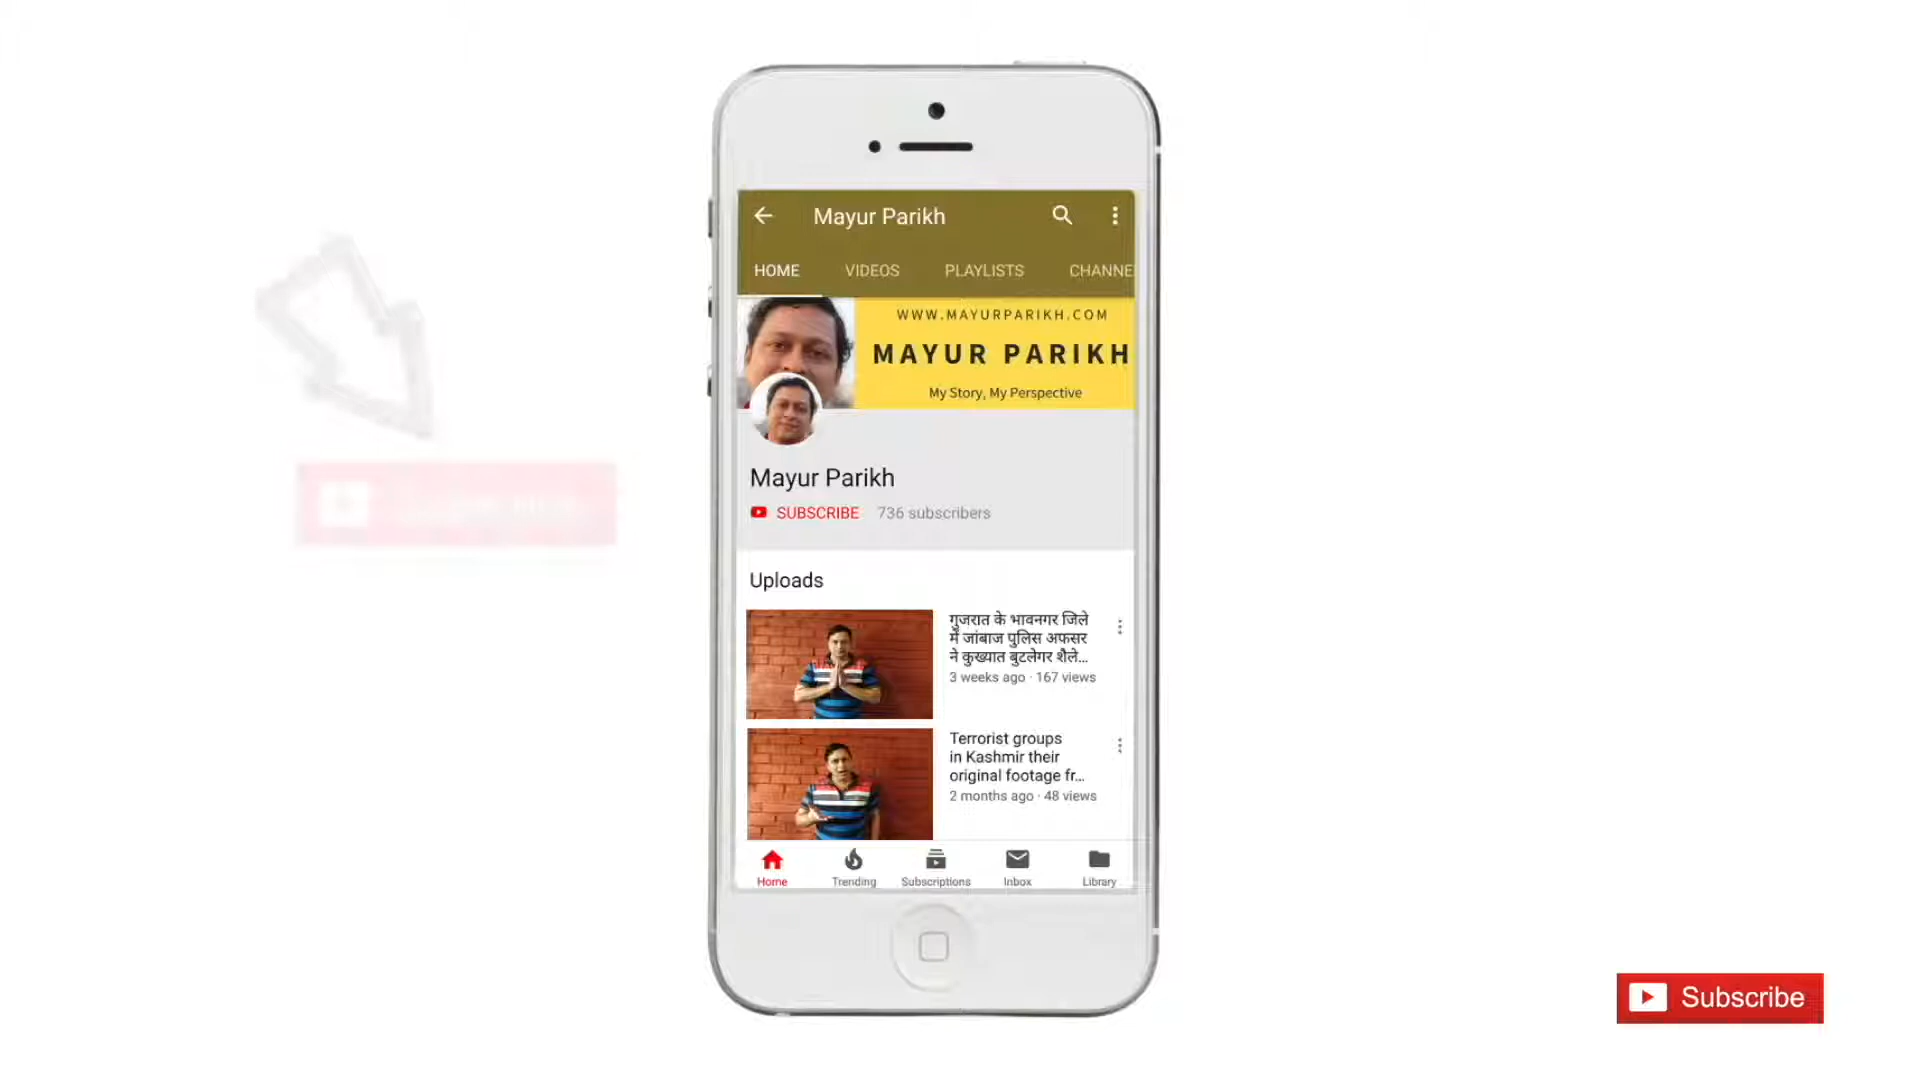 Mayur Parikh
HOME VIDEOS PLAYLISTS CHANNE
WWW.MAYURPARIKH.COM
MAYUR PARIKH
My Story, My Perspective
Mayur Parikh
SUBSCRIBE 736 subscribers
Uploads
गुजरात के भावनगर जिले
में जांबाज पुलिस अफसर
ने कुख्यात बुटलेगर शैले...
3 weeks ago · 167 views
Terrorist groups
in Kashmir their
original footage fr...
2 months ago · 48 views
Home Trending Subscriptions Inbox Library
Subscribe